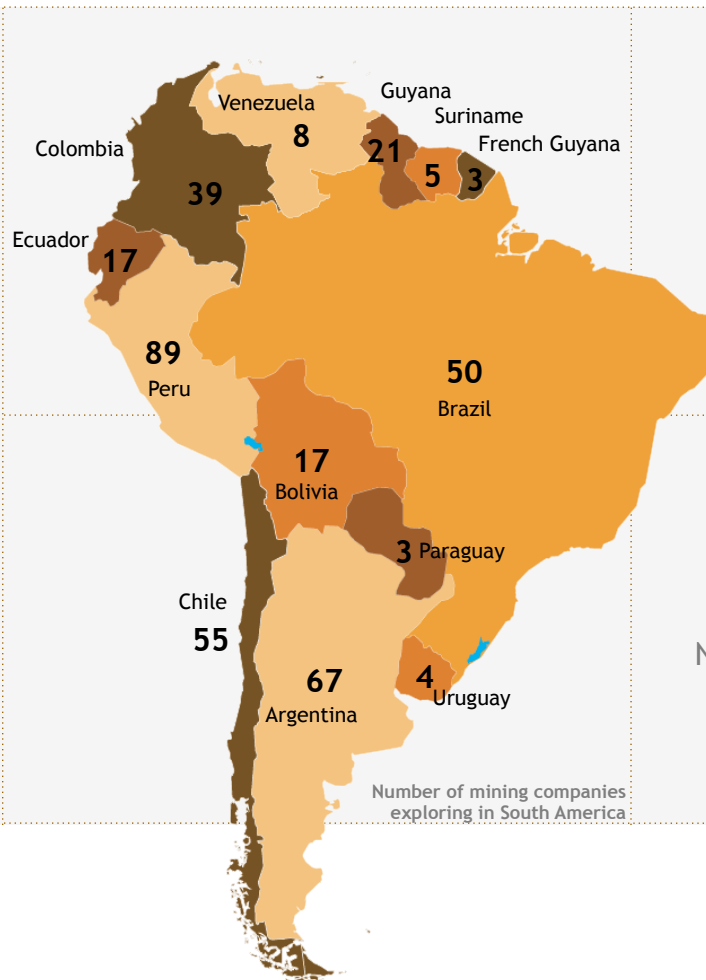 Guyana
Venezuela
Suriname
8
French Guyana
Colombia
21
5
3
39
Ecuador
17
89
Peru
50
Brazil
17
Bolivia
3 Paraguay
Chile
55
67
Argentina
4
Uruguay
N
Number of mining companies
exploring in South America